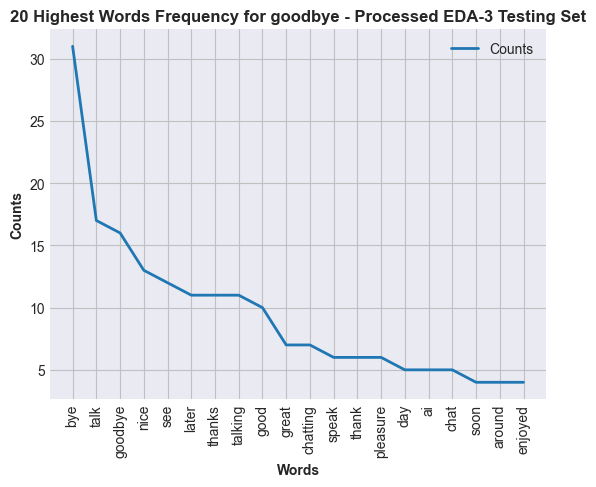 20 Highest Words Frequency for goodbye - Processed EDA-3 Testing Set
Counts
30
25
20
15
10
5
Counts
bye
talk
goodbye
nice
see
later
thanks
talking
good
great
chatting
speak
thank
pleasure
day
ai
chat
soon
around
enjoyed
Words